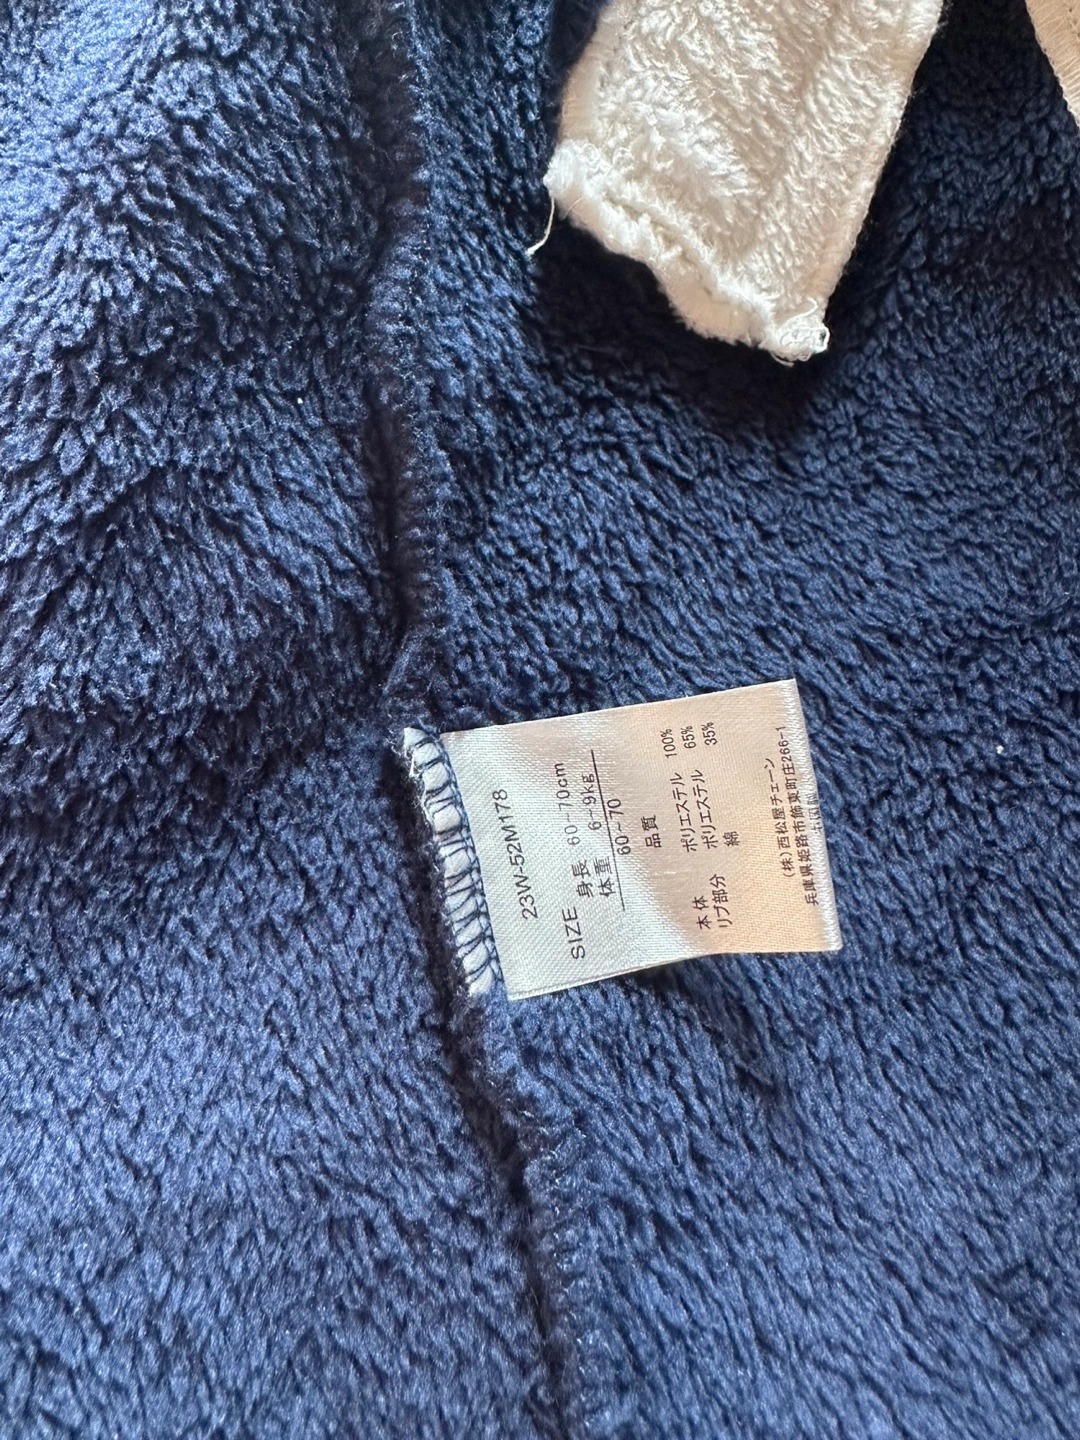 23W-52M178
SIZE
身長 60~70cm
体重 6~9kg
60~70
品質
本体 ポリエステル 100%
リブ部分 ポリエステル 65%
綿 35%
(株)西松屋チェーン
兵庫県姫路市飾東町庄266-1